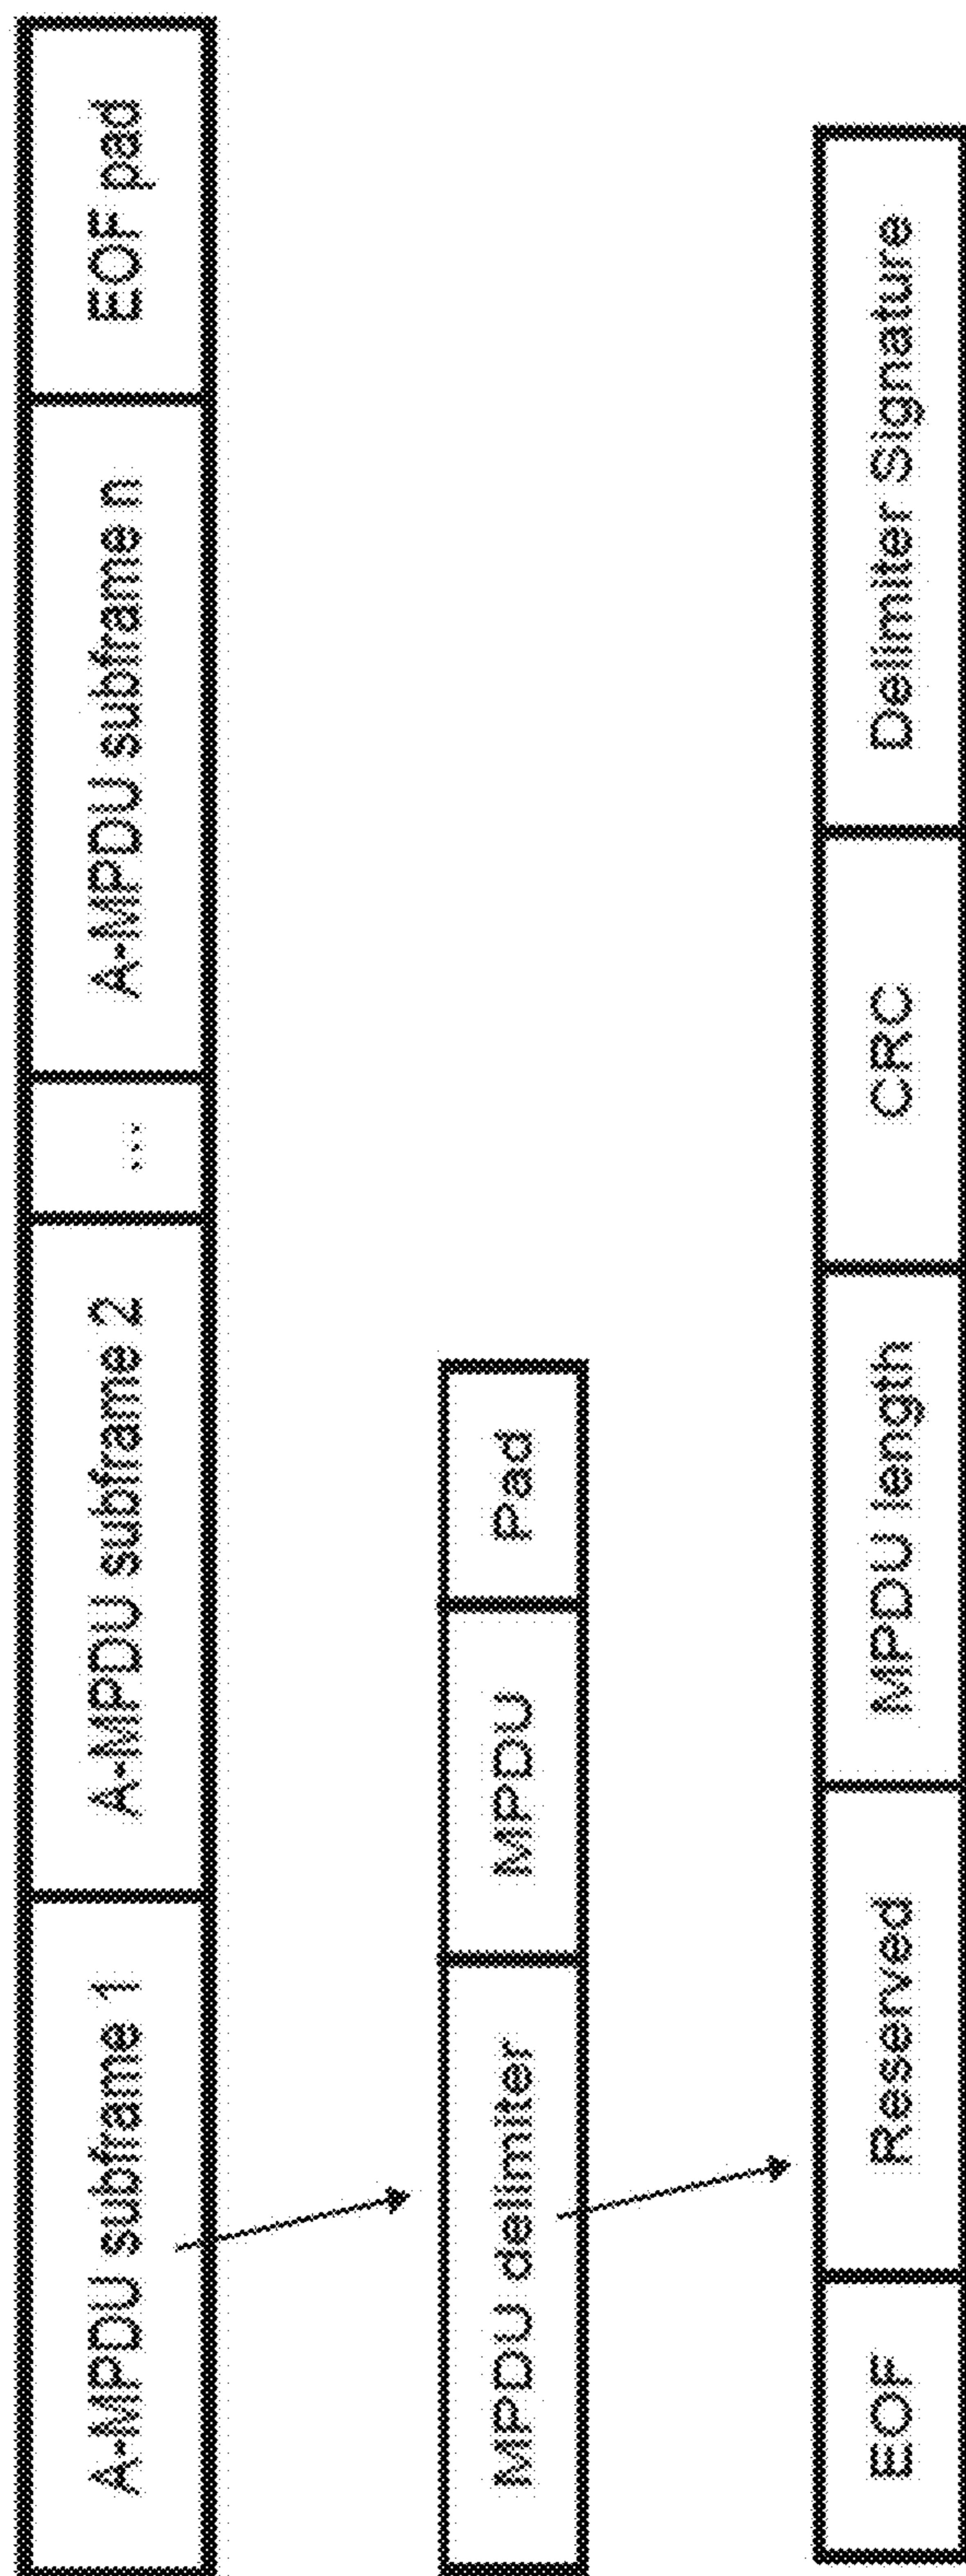 A-MPDU subframe 1 A-MPDU subframe 2 ... A-MPDU subframe n EOF pad
MPDU delimiter MPDU Pad
EOF Reserved MPDU length CRC Delimiter Signature